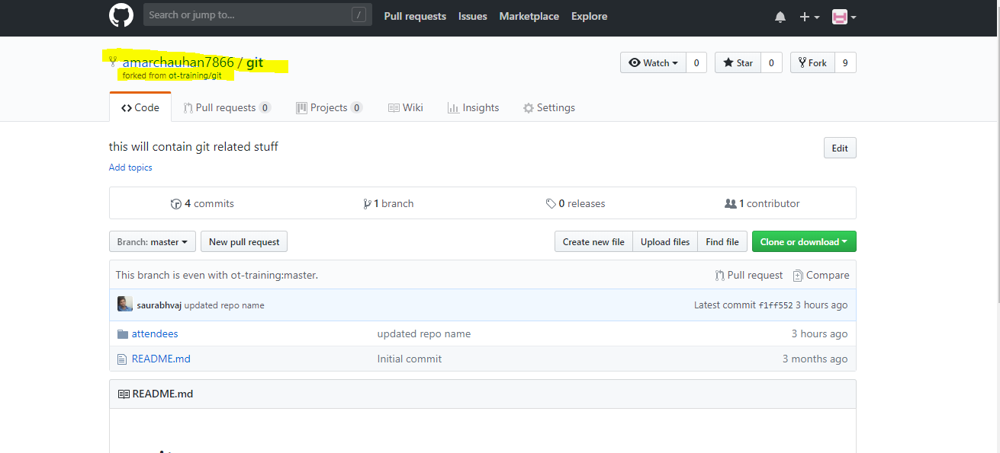 Search or jump to... / Pull requests Issues Marketplace Explore
amarchauhan7866 / git Watch 0 Star 0 Fork 9
forked from ot-training/git
Code Pull requests 0 Projects 0 Wiki Insights Settings
this will contain git related stuff Edit
Add topics
4 commits 1 branch 0 releases 1 contributor
Branch: master New pull request Create new file Upload files Find file Clone or download
This branch is even with ot-training:master. Pull request Compare
saurabhvaj updated repo name Latest commit f1ff552 3 hours ago
attendees updated repo name 3 hours ago
README.md Initial commit 3 months ago
README.md